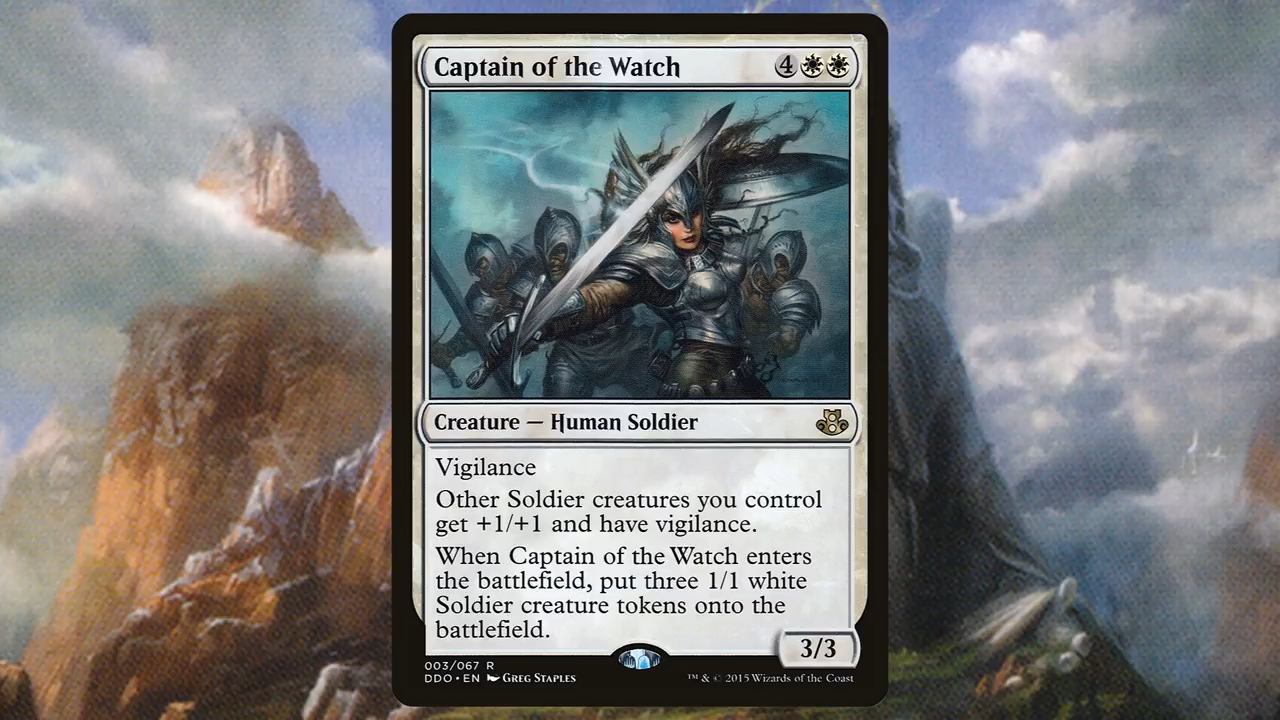 Captain of the Watch 4
Creature — Human Soldier
Vigilance
Other Soldier creatures you control
get +1/+1 and have vigilance.
When Captain of the Watch enters
the battlefield, put three 1/1 white
Soldier creature tokens onto the
battlefield.
3/3
003/067 R
DDO • EN Greg Staples
™ & © 2015 Wizards of the Coast